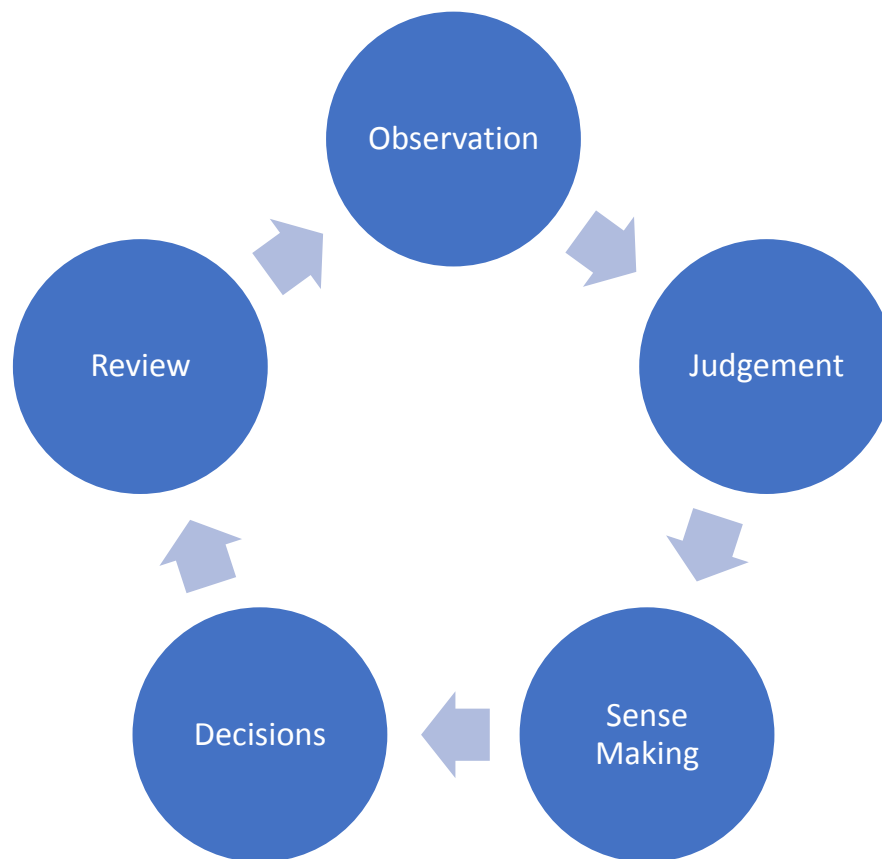 Observation
Judgement
Sense
Making
Decisions
Review